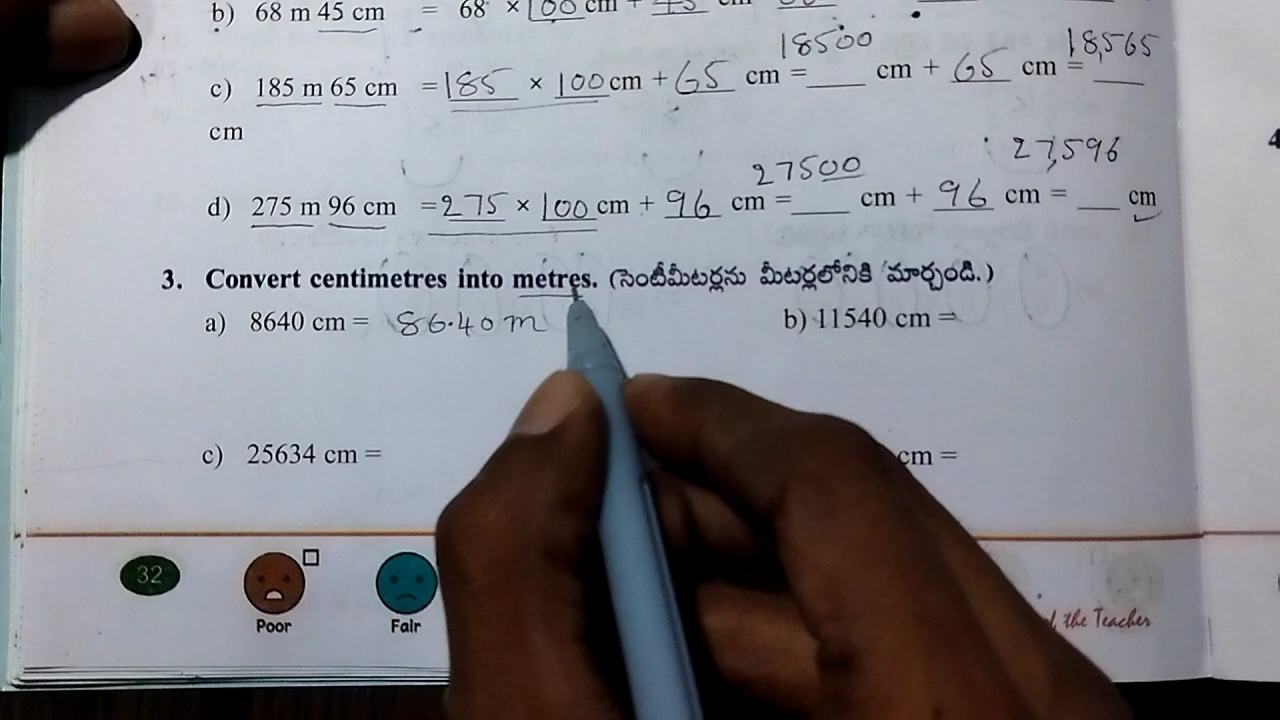 b) 68 m 45 cm = 68 × 100 cm + 45 cm
18500 18,565
c) 185 m 65 cm = 185 × 100 cm + 65 cm = ____ cm + 65 cm = ____
cm
27500 27,596
d) 275 m 96 cm = 275 × 100 cm + 96 cm = ____ cm + 96 cm = ___ cm
3. Convert centimetres into metres. (సెంటీమీటర్లను మీటర్లలోనికి మార్చండి.)
a) 8640 cm = 86.40 m b) 11540 cm =
c) 25634 cm = cm =
32
Poor Fair the Teacher